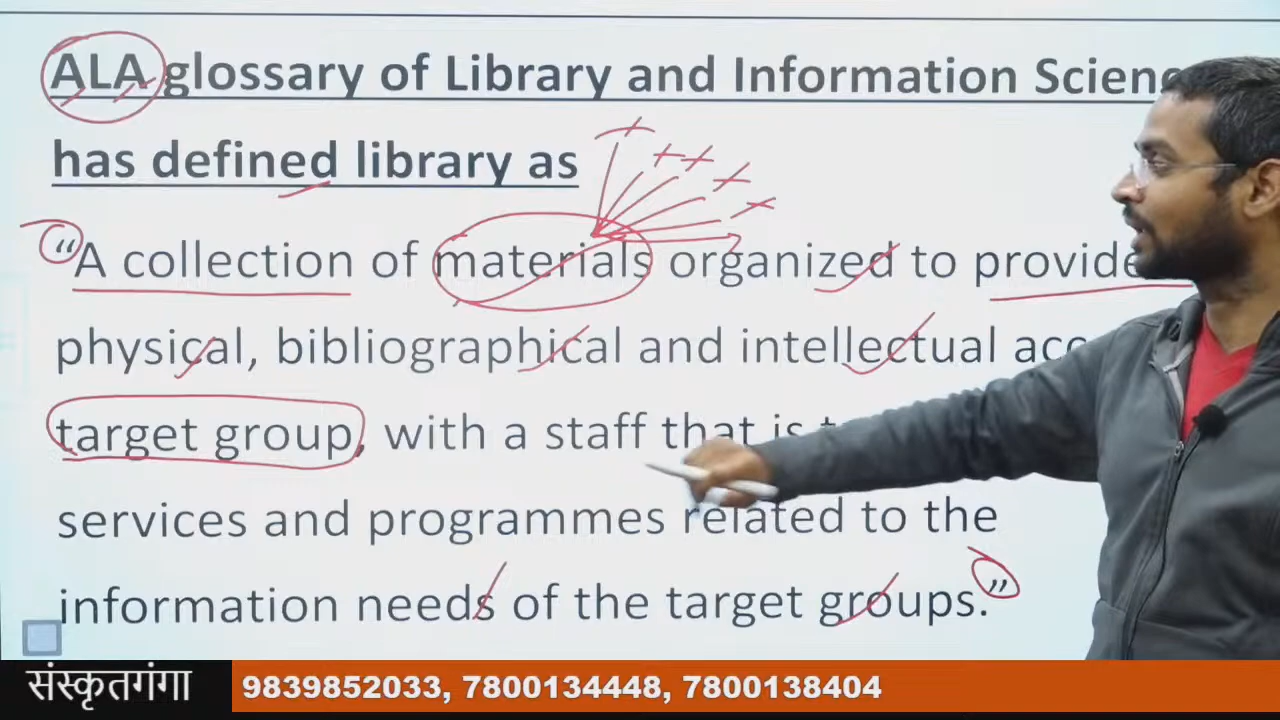 ALA glossary of Library and Information Scienc
has defined library as
“A collection of materials organized to provide
physical, bibliographical and intellectual acc
target group, with a staff that is t
services and programmes related to the
information needs of the target groups.”
संस्कृतगंगा 9839852033, 7800134448, 7800138404